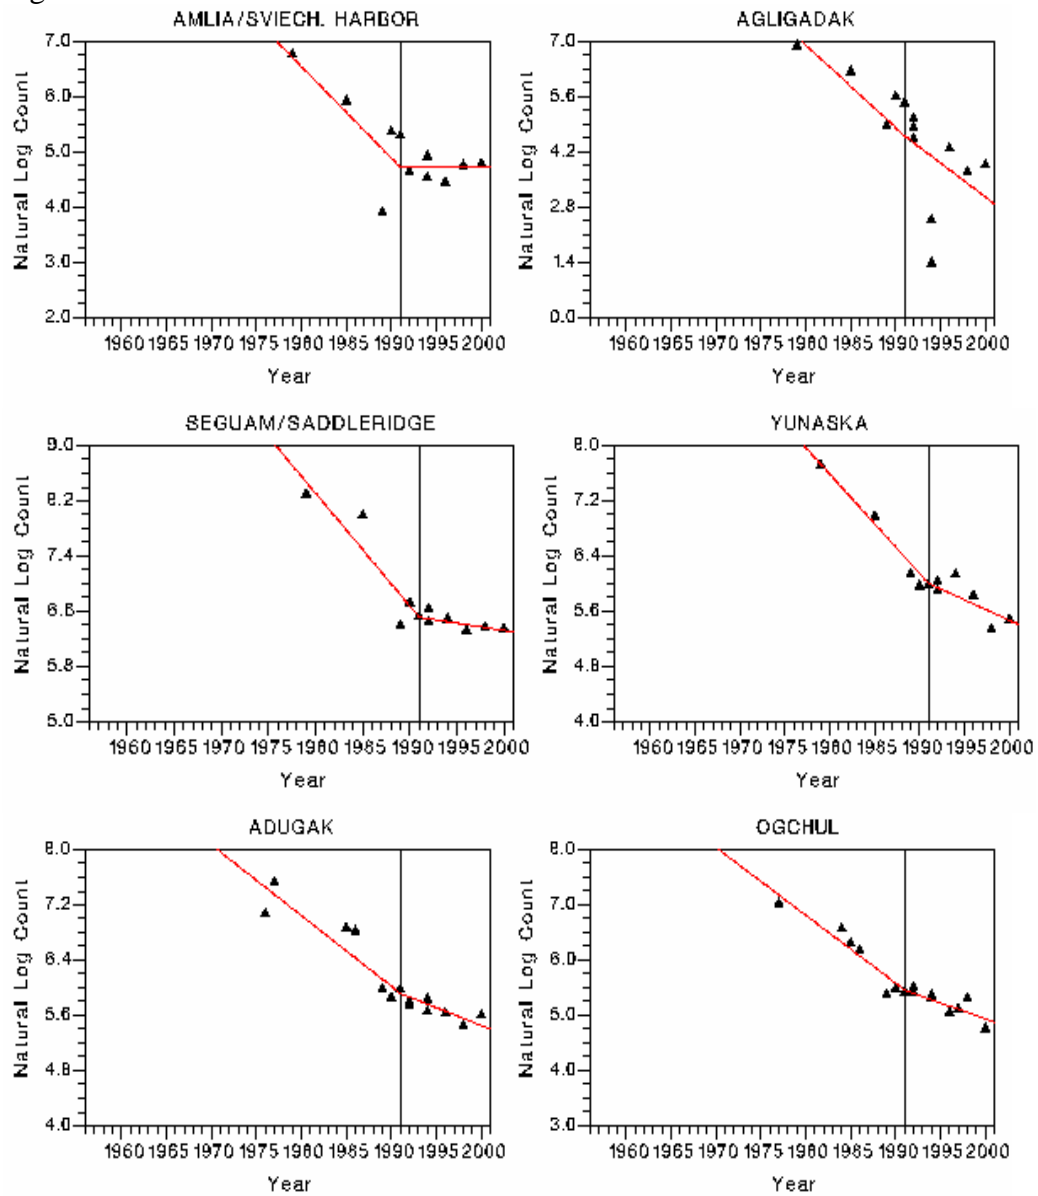 AMLIA/SVIECH. HARBOR
Natural Log Count
7.0
6.0
5.0
4.0
3.0
2.0
1960 1965 1970 1975 1980 1985 1990 1995 2000
Year
AGLIGADAK
Natural Log Count
7.0
5.6
4.2
2.8
1.4
0.0
1960 1965 1970 1975 1980 1985 1990 1995 2000
Year
SEGUAM/SADDLERIDGE
Natural Log Count
9.0
8.2
7.4
6.6
5.8
5.0
1960 1965 1970 1975 1980 1985 1990 1995 2000
Year
YUNASKA
Natural Log Count
8.0
7.2
6.4
5.6
4.8
4.0
1960 1965 1970 1975 1980 1985 1990 1995 2000
Year
ADUGAK
Natural Log Count
8.0
7.2
6.4
5.6
4.8
4.0
1960 1965 1970 1975 1980 1985 1990 1995 2000
Year
OGCHUL
Natural Log Count
8.0
7.0
6.0
5.0
4.0
3.0
1960 1965 1970 1975 1980 1985 1990 1995 2000
Year